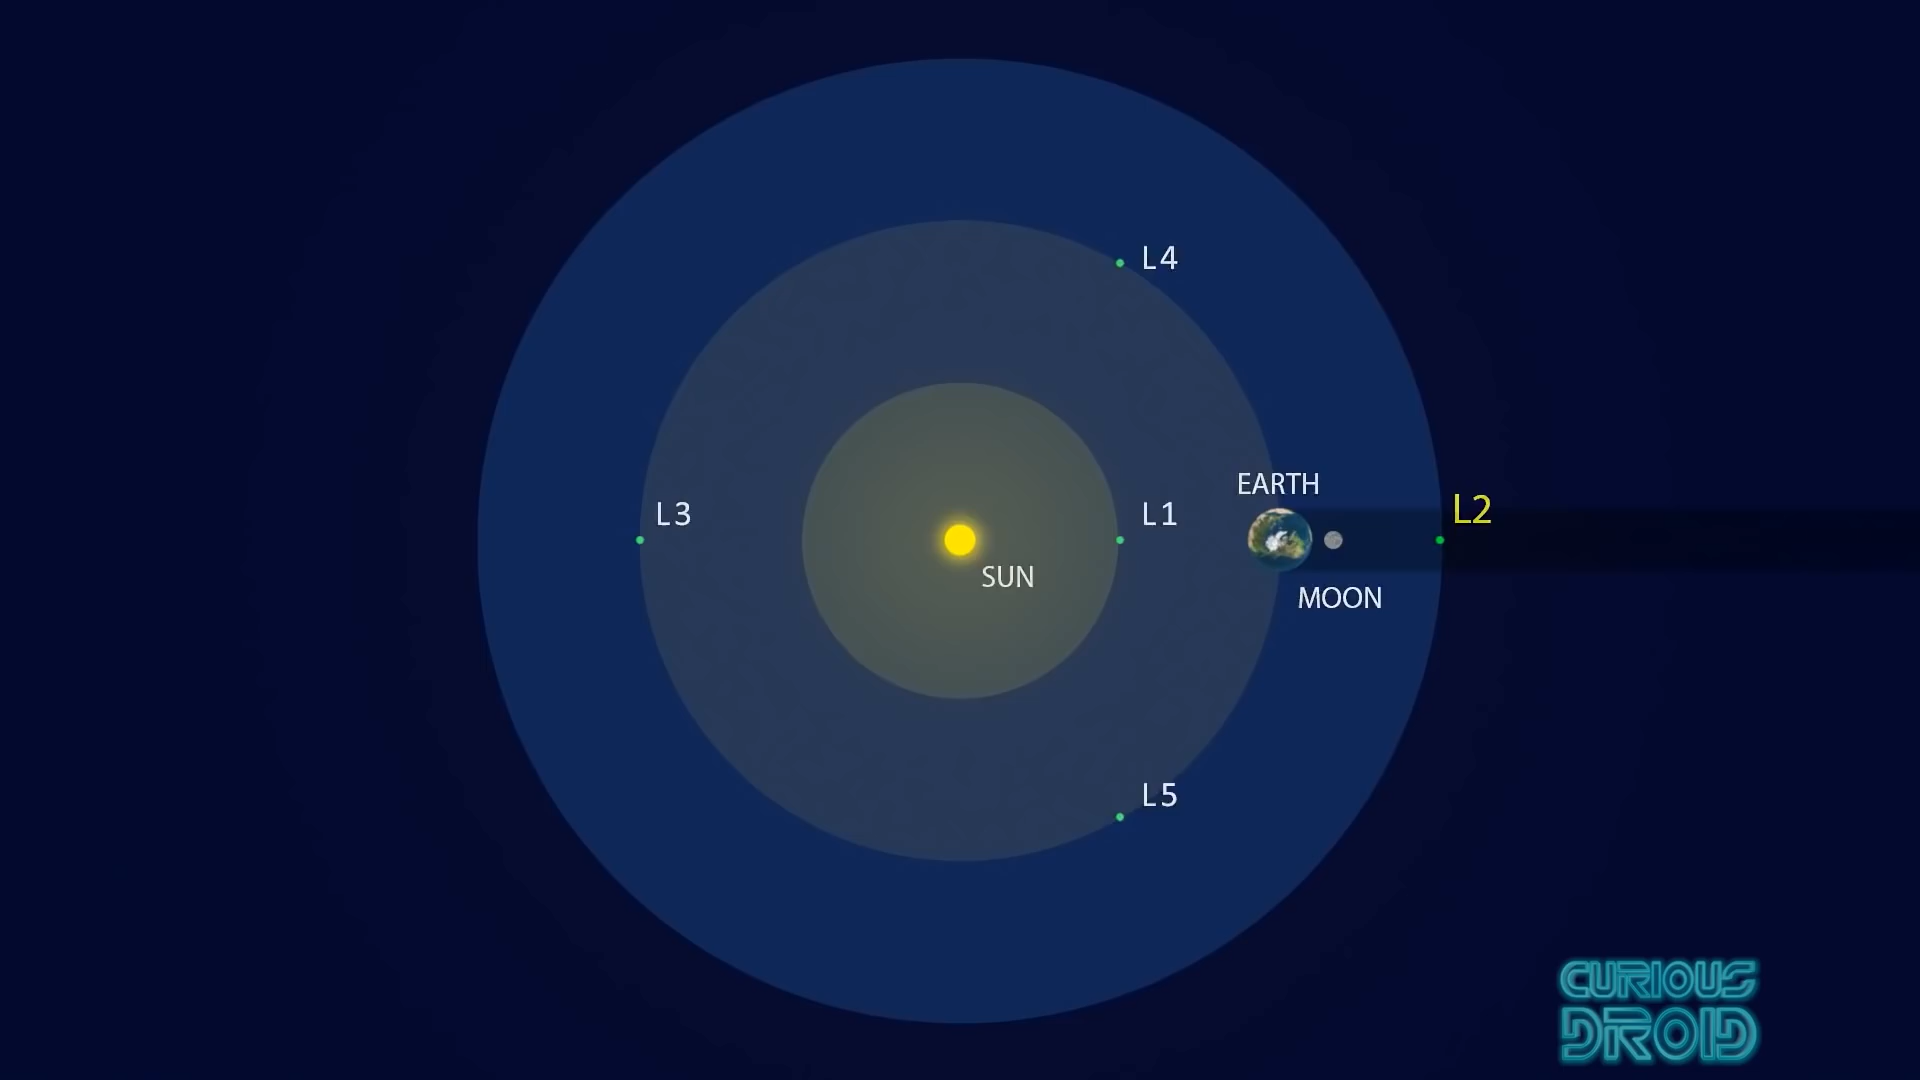 L4
EARTH
L3
L1
L2
SUN
MOON
L5
CURIOUS
DROID